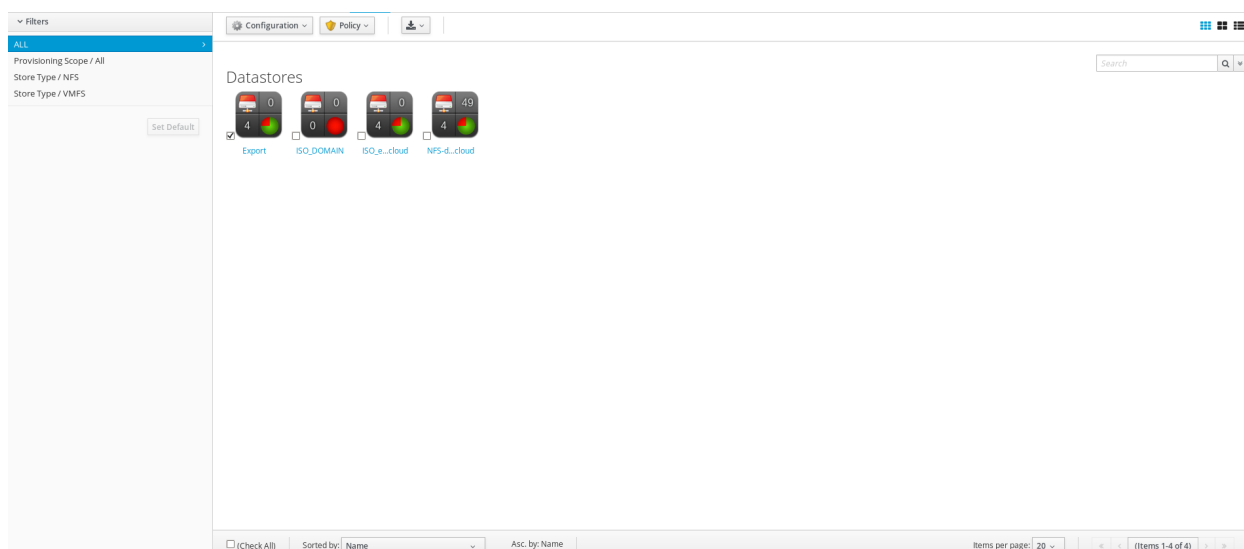 Filters
Configuration Policy
ALL
Provisioning Scope / All
Store Type / NFS
Store Type / VMFS
Set Default
Search
Datastores
0 0 0 49
4 0 4 4
Export ISO_DOMAIN ISO_e...cloud NFS-d...cloud
(Check All) Sorted by: Name Asc. by: Name Items per page: 20 « < (Items 1-4 of 4) > »